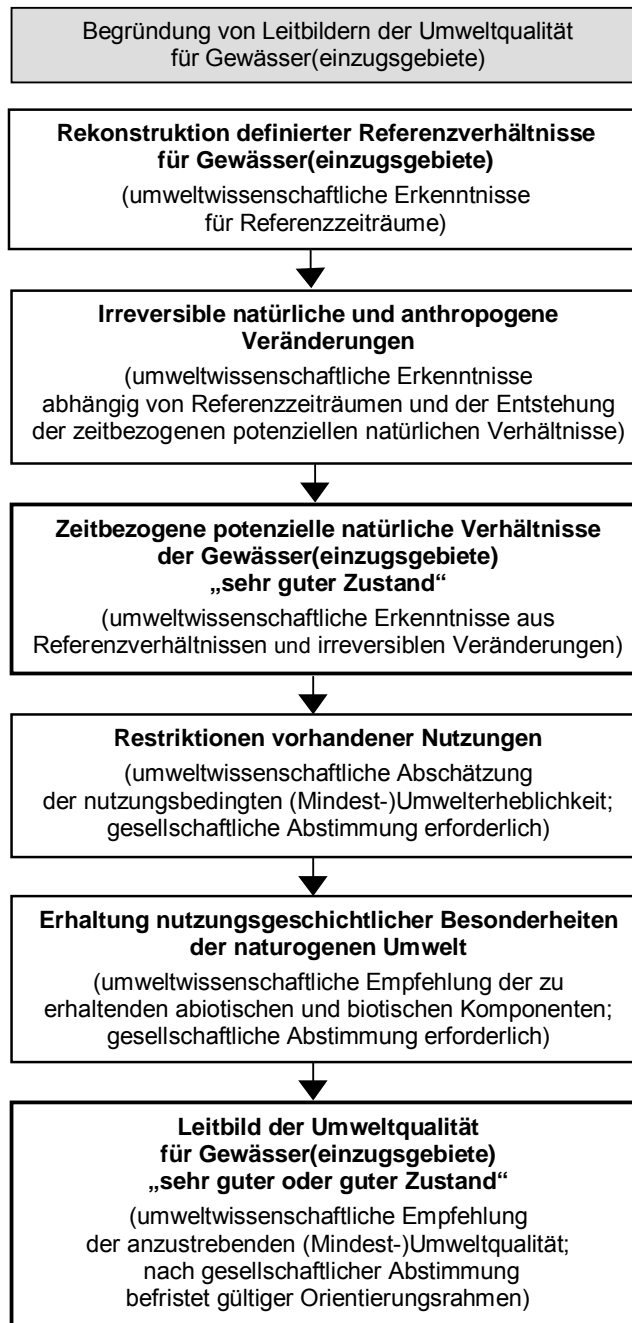 Begründung von Leitbildern der Umweltqualität
für Gewässer(einzugsgebiete)
Rekonstruktion definierter Referenzverhältnisse
für Gewässer(einzugsgebiete)
(umweltwissenschaftliche Erkenntnisse
für Referenzzeiträume)
Irreversible natürliche und anthropogene
Veränderungen
(umweltwissenschaftliche Erkenntnisse
abhängig von Referenzzeiträumen und der Entstehung
der zeitbezogenen potenziellen natürlichen Verhältnisse)
Zeitbezogene potenzielle natürliche Verhältnisse
der Gewässer(einzugsgebiete)
„sehr guter Zustand“
(umweltwissenschaftliche Erkenntnisse aus
Referenzverhältnissen und irreversiblen Veränderungen)
Restriktionen vorhandener Nutzungen
(umweltwissenschaftliche Abschätzung
der nutzungsbedingten (Mindest-)Umwelterheblichkeit;
gesellschaftliche Abstimmung erforderlich)
Erhaltung nutzungsgeschichtlicher Besonderheiten
der naturogenen Umwelt
(umweltwissenschaftliche Empfehlung der zu
erhaltenden abiotischen und biotischen Komponenten;
gesellschaftliche Abstimmung erforderlich)
Leitbild der Umweltqualität
für Gewässer(einzugsgebiete)
„sehr guter oder guter Zustand“
(umweltwissenschaftliche Empfehlung
der anzustrebenden (Mindest-)Umweltqualität;
nach gesellschaftlicher Abstimmung
befristet gültiger Orientierungsrahmen)